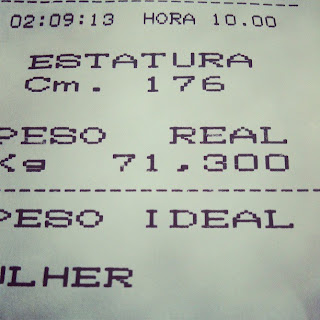 02:09:13 HORA 10.00
ESTATURA
Cm. 176
PESO REAL
Kg 71,300
PESO IDEAL